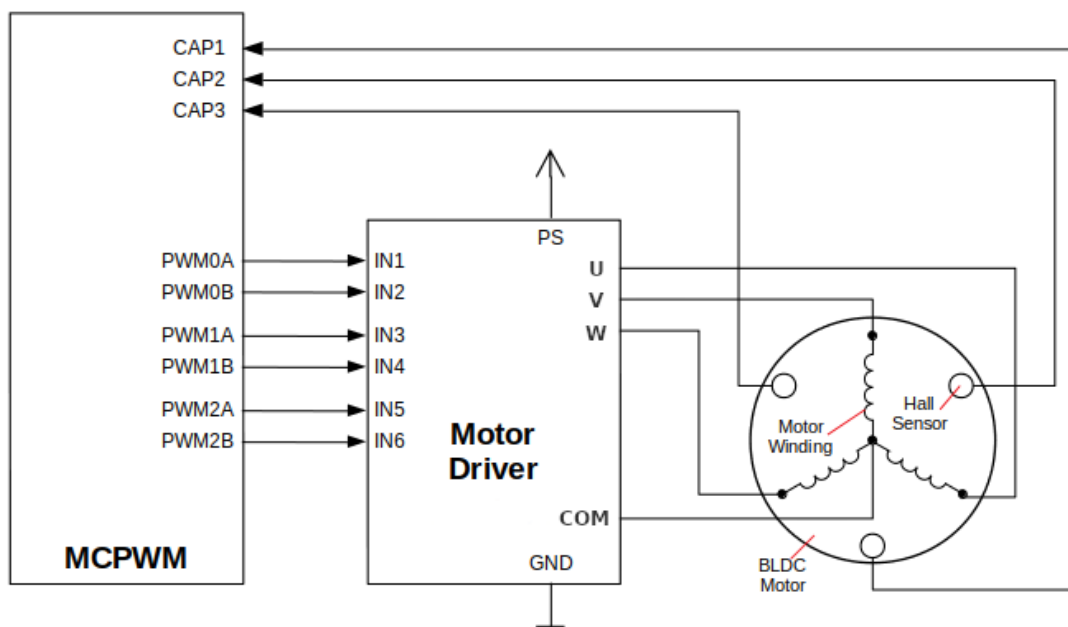 CAP1
CAP2
CAP3
PWM0A
PWM0B
PWM1A
PWM1B
PWM2A
PWM2B
MCPWM
PS
IN1
IN2
IN3
IN4
IN5
IN6
U
V
W
Motor
Driver
COM
GND
Motor
Winding
Hall
Sensor
BLDC
Motor